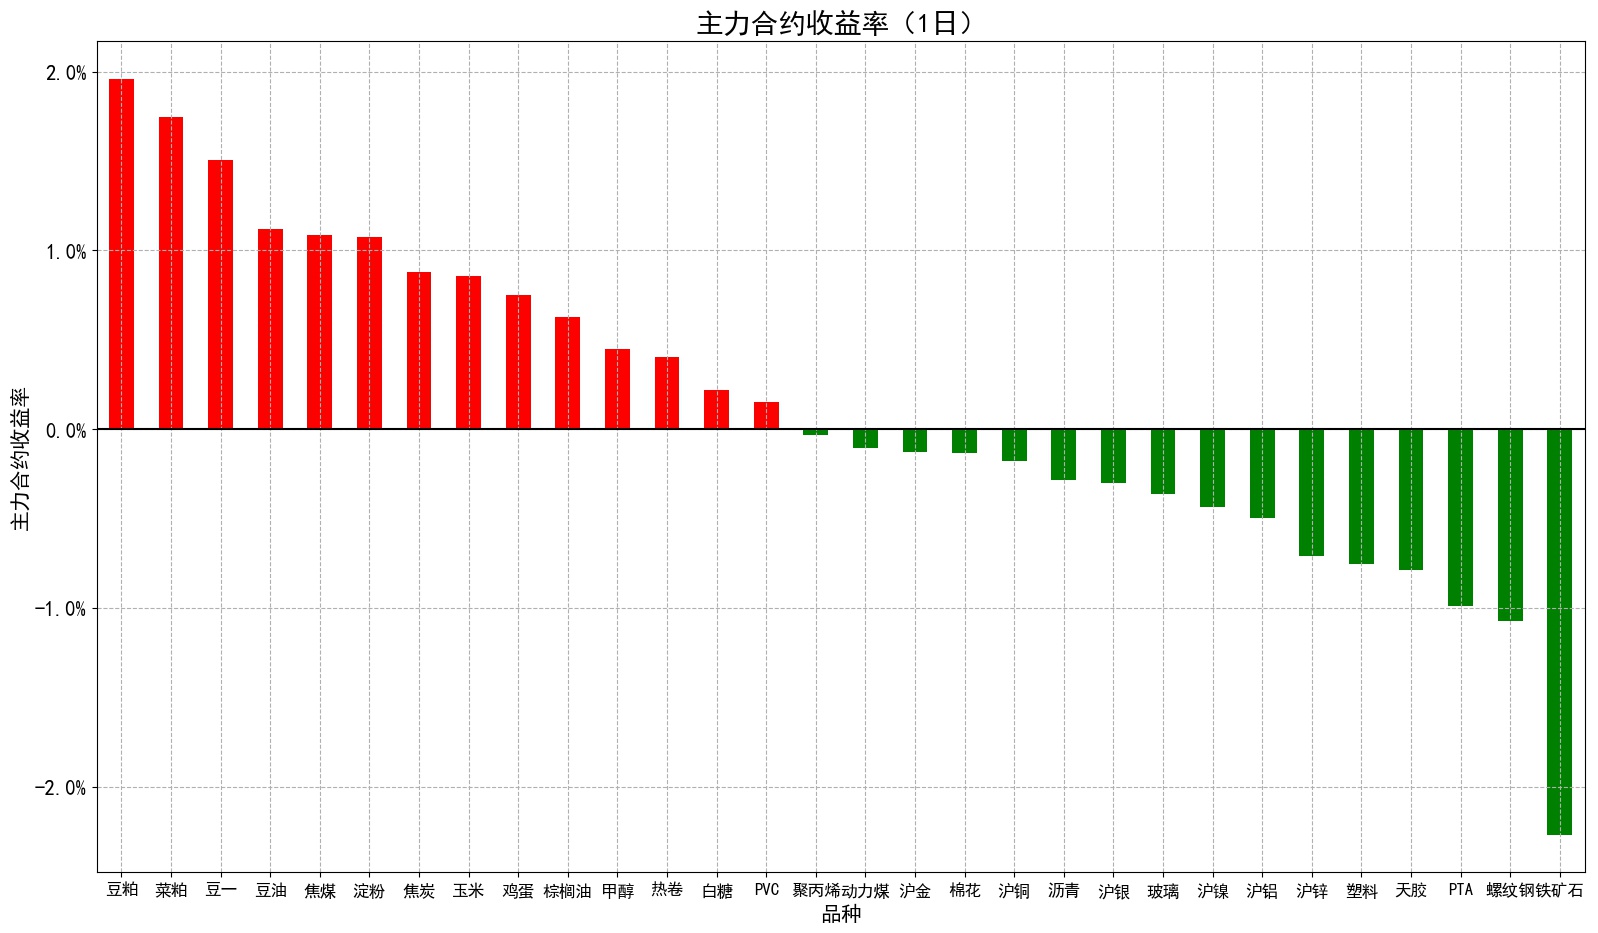 主力合约收益率（1日）
主力合约收益率
2.0%
1.0%
0.0%
-1.0%
-2.0%
豆粕 菜粕 豆一 豆油 焦煤 淀粉 焦炭 玉米 鸡蛋 棕榈油 甲醇 热卷 白糖 PVC 聚丙烯 动力煤 沪金 棉花 沪铜 沥青 沪银 玻璃 沪镍 沪铝 沪锌 塑料 天胶 PTA 螺纹钢 铁矿石
品种